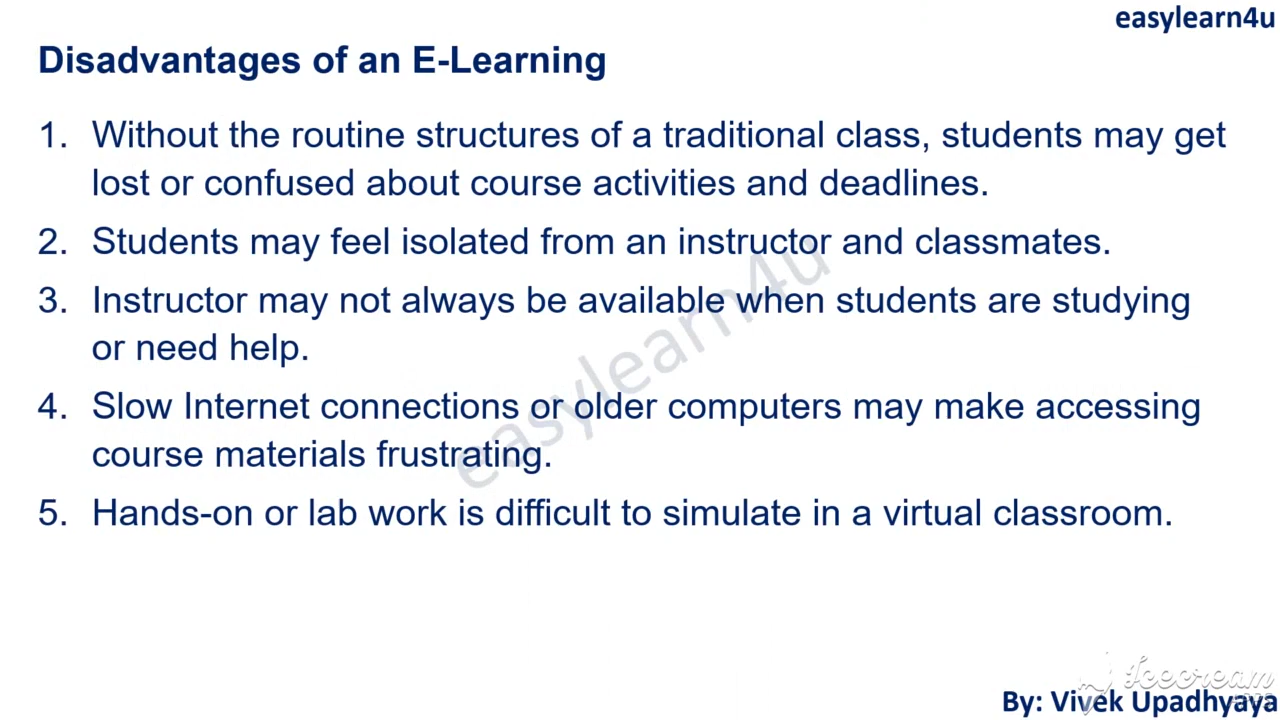 easylearn4u
Disadvantages of an E-Learning
1. Without the routine structures of a traditional class, students may get
lost or confused about course activities and deadlines.
2. Students may feel isolated from an instructor and classmates.
3. Instructor may not always be available when students are studying
or need help.
4. Slow Internet connections or older computers may make accessing
course materials frustrating.
5. Hands-on or lab work is difficult to simulate in a virtual classroom.
easylearn4u
Icecream
APPS
By: Vivek Upadhyaya